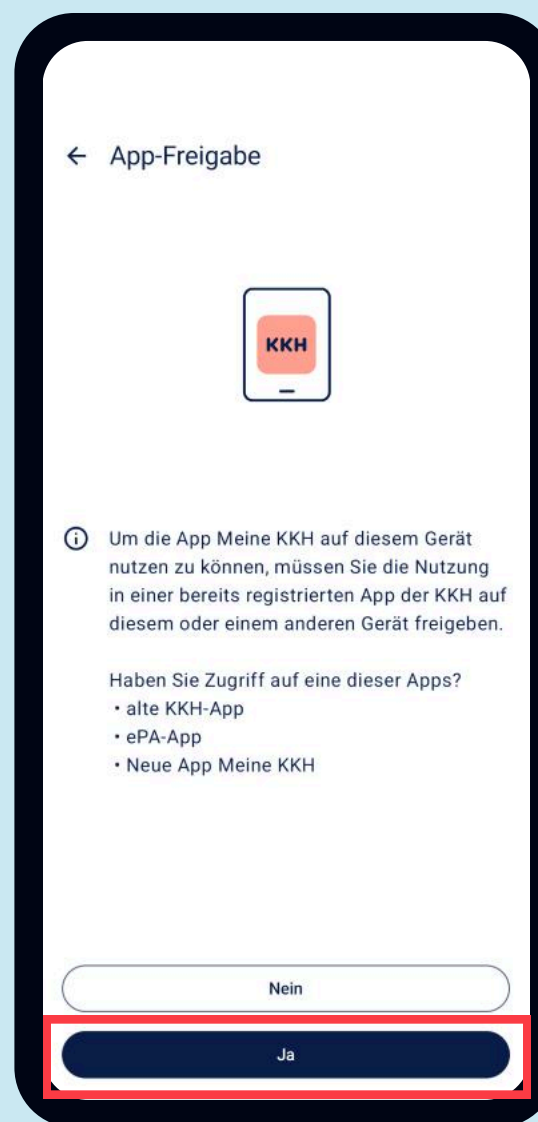 ← App-Freigabe
KKH
Um die App Meine KKH auf diesem Gerät
nutzen zu können, müssen Sie die Nutzung
in einer bereits registrierten App der KKH auf
diesem oder einem anderen Gerät freigeben.
Haben Sie Zugriff auf eine dieser Apps?
• alte KKH-App
• ePA-App
• Neue App Meine KKH
Nein
Ja